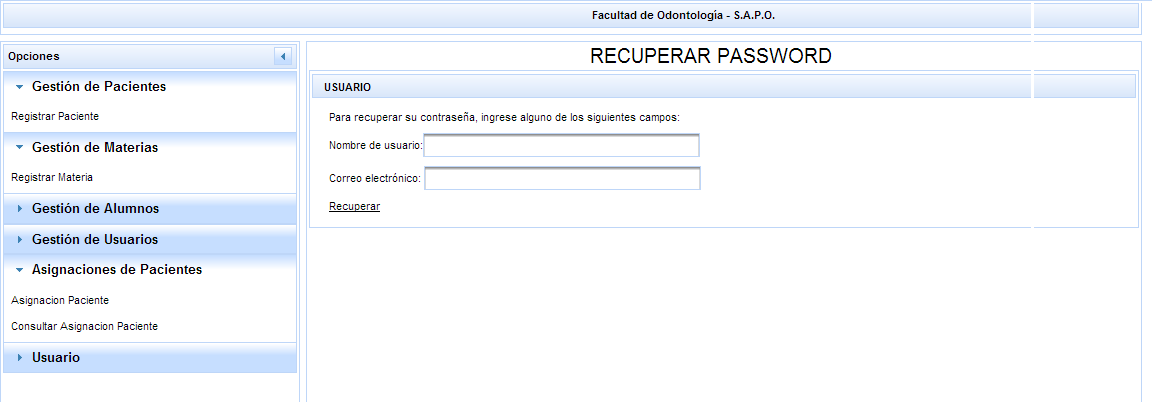 Facultad de Odontología - S.A.P.O.
Opciones
Gestión de Pacientes
Registrar Paciente
Gestión de Materias
Registrar Materia
Gestión de Alumnos
Gestión de Usuarios
Asignaciones de Pacientes
Asignacion Paciente
Consultar Asignacion Paciente
Usuario
RECUPERAR PASSWORD
USUARIO
Para recuperar su contraseña, ingrese alguno de los siguientes campos:
Nombre de usuario:
Correo electrónico:
Recuperar